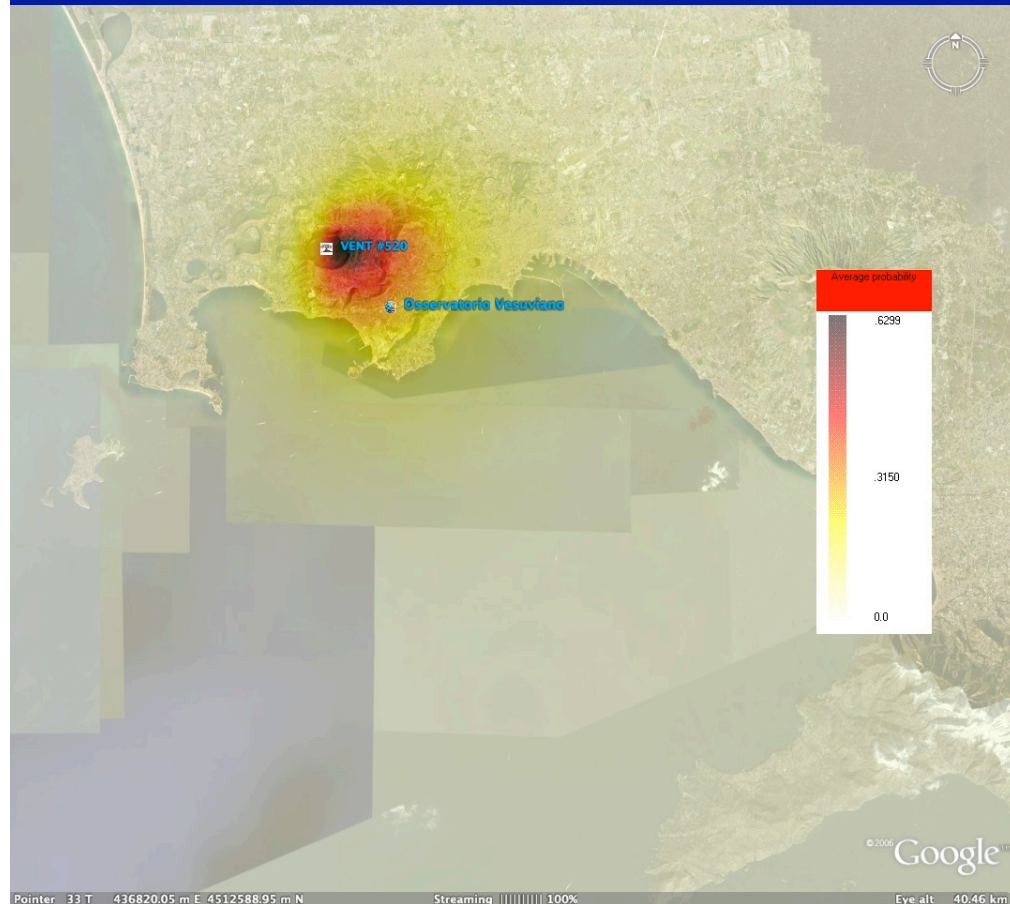 N
VENT #520
Osservatorio Vesuviano
Average probability
.6299
.3150
0.0
©2006 Google
Pointer 33 T 436820.05 m E 4512588.95 m N Streaming |||||||||| 100% Eye alt 40.46 km